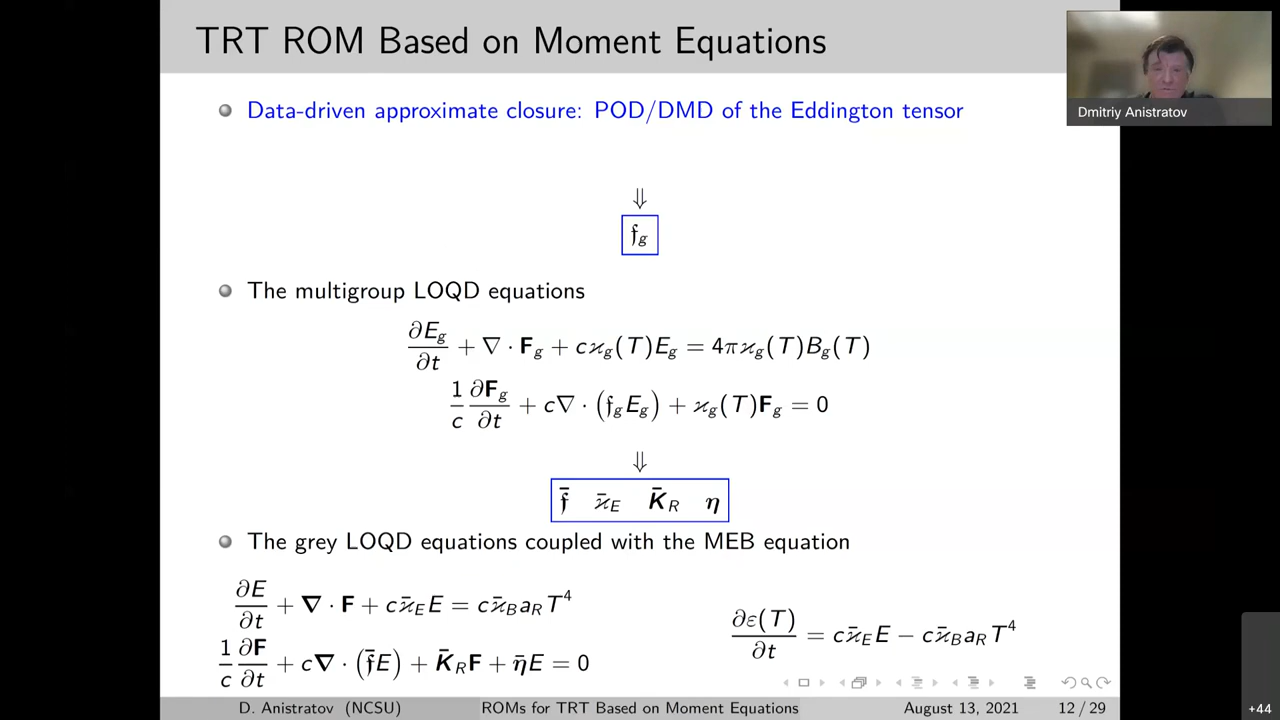 TRT ROM Based on Moment Equations
Dmitriy Anistratov
Data-driven approximate closure: POD/DMD of the Eddington tensor
⇓
𝔣_g
The multigroup LOQD equations
∂E_g/∂t + ∇ · F_g + cϰ_g(T)E_g = 4πϰ_g(T)B_g(T)
1/c ∂F_g/∂t + c∇ · (𝔣_g E_g) + ϰ_g(T)F_g = 0
⇓
𝔣̄ ϰ̄_E K̄_R η
The grey LOQD equations coupled with the MEB equation
∂E/∂t + ∇ · F + cϰ̄_E E = cϰ̄_B a_R T⁴
1/c ∂F/∂t + c∇ · (𝔣̄E) + K̄_R F + η̄E = 0
∂ε(T)/∂t = cϰ̄_E E − cϰ̄_B a_R T⁴
D. Anistratov (NCSU) ROMs for TRT Based on Moment Equations August 13, 2021 12 / 29
+44